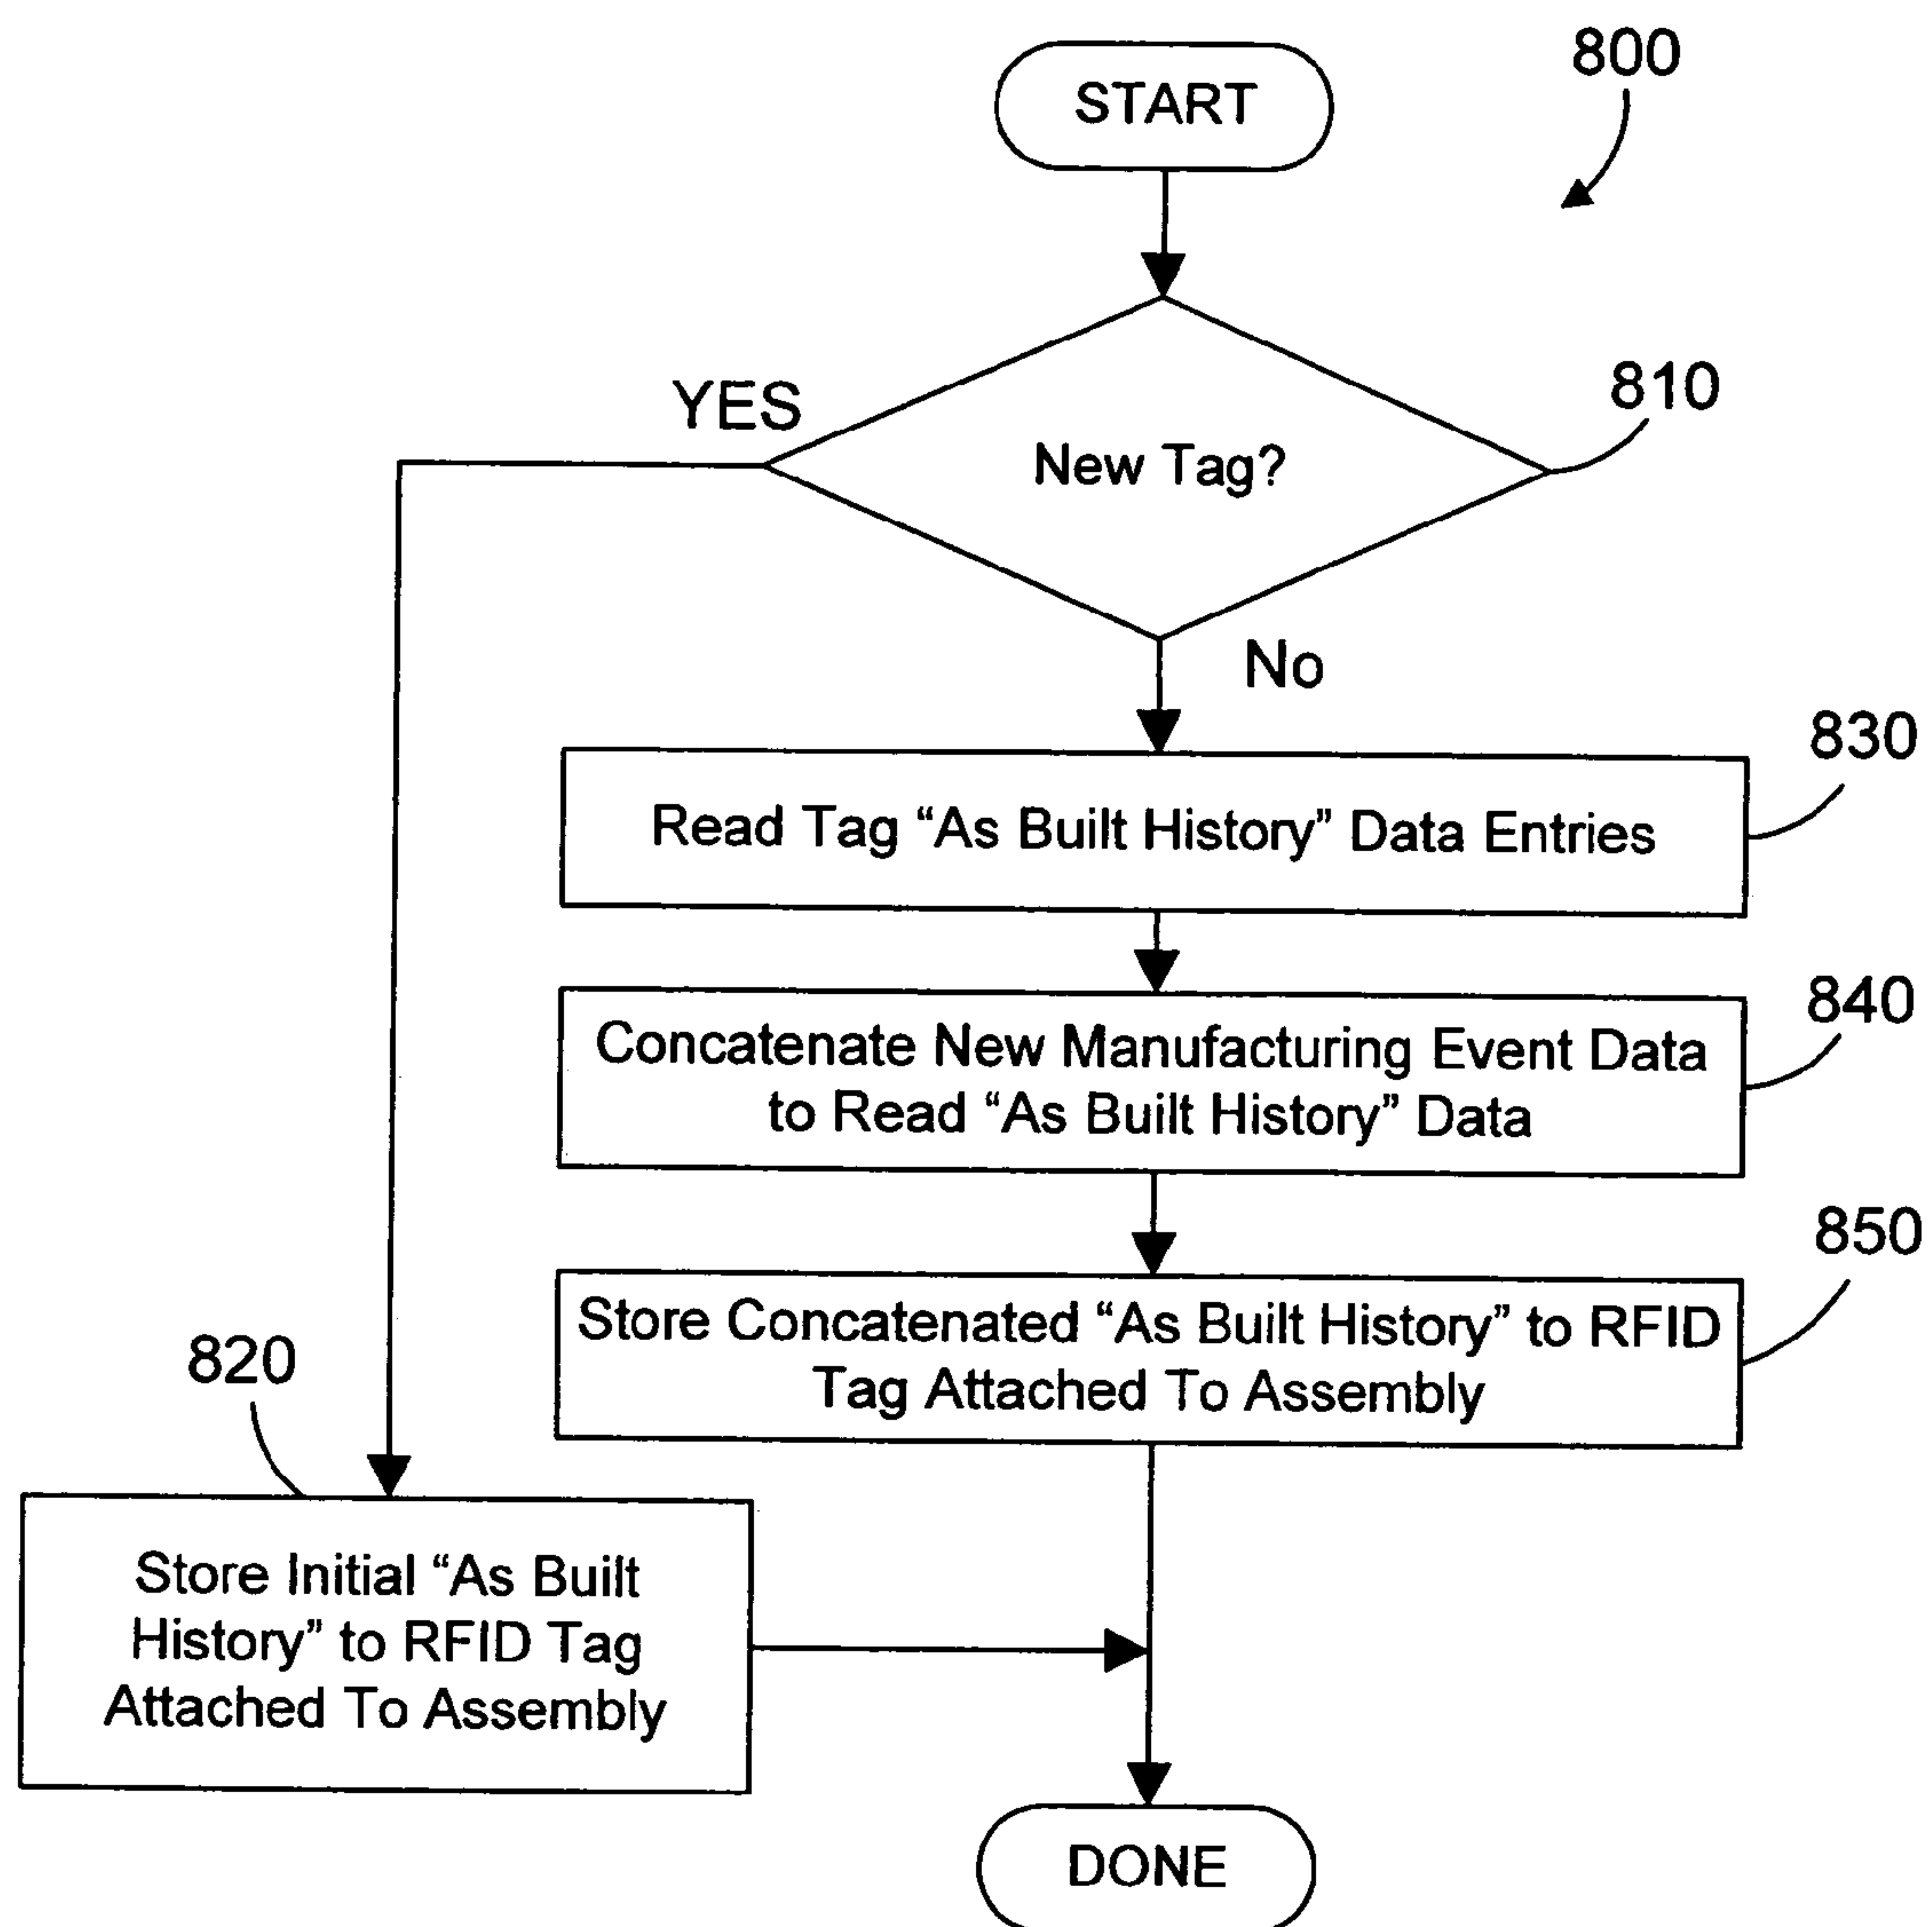 START
800
YES
810
New Tag?
No
830
Read Tag “As Built History” Data Entries
840
Concatenate New Manufacturing Event Data
to Read “As Built History” Data
850
Store Concatenated “As Built History” to RFID
Tag Attached To Assembly
820
Store Initial “As Built
History” to RFID Tag
Attached To Assembly
DONE